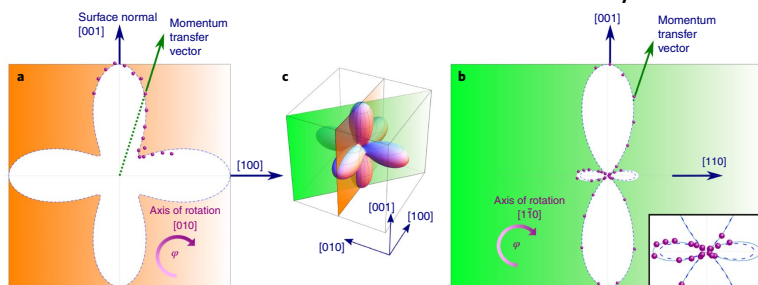 Surface normal
[001]
Momentum
transfer
vector
a
[100]
Axis of rotation
[010]
φ
c
[001]
[100]
[010]
[001]
Momentum
transfer
vector
b
[110]
Axis of rotation
[11̄0]
φ